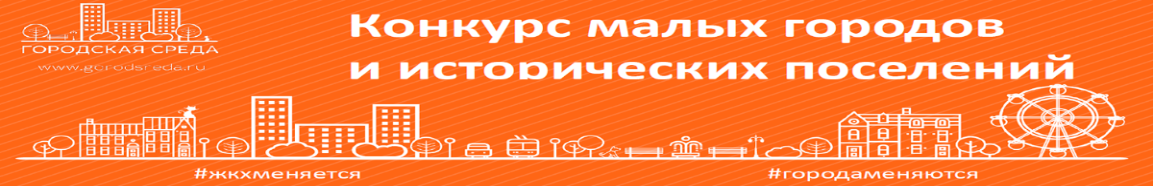 ГОРОДСКАЯ СРЕДА
www.gorodsreda.ru
Конкурс малых городов
и исторических поселений
#жкхменяется
#городаменяются